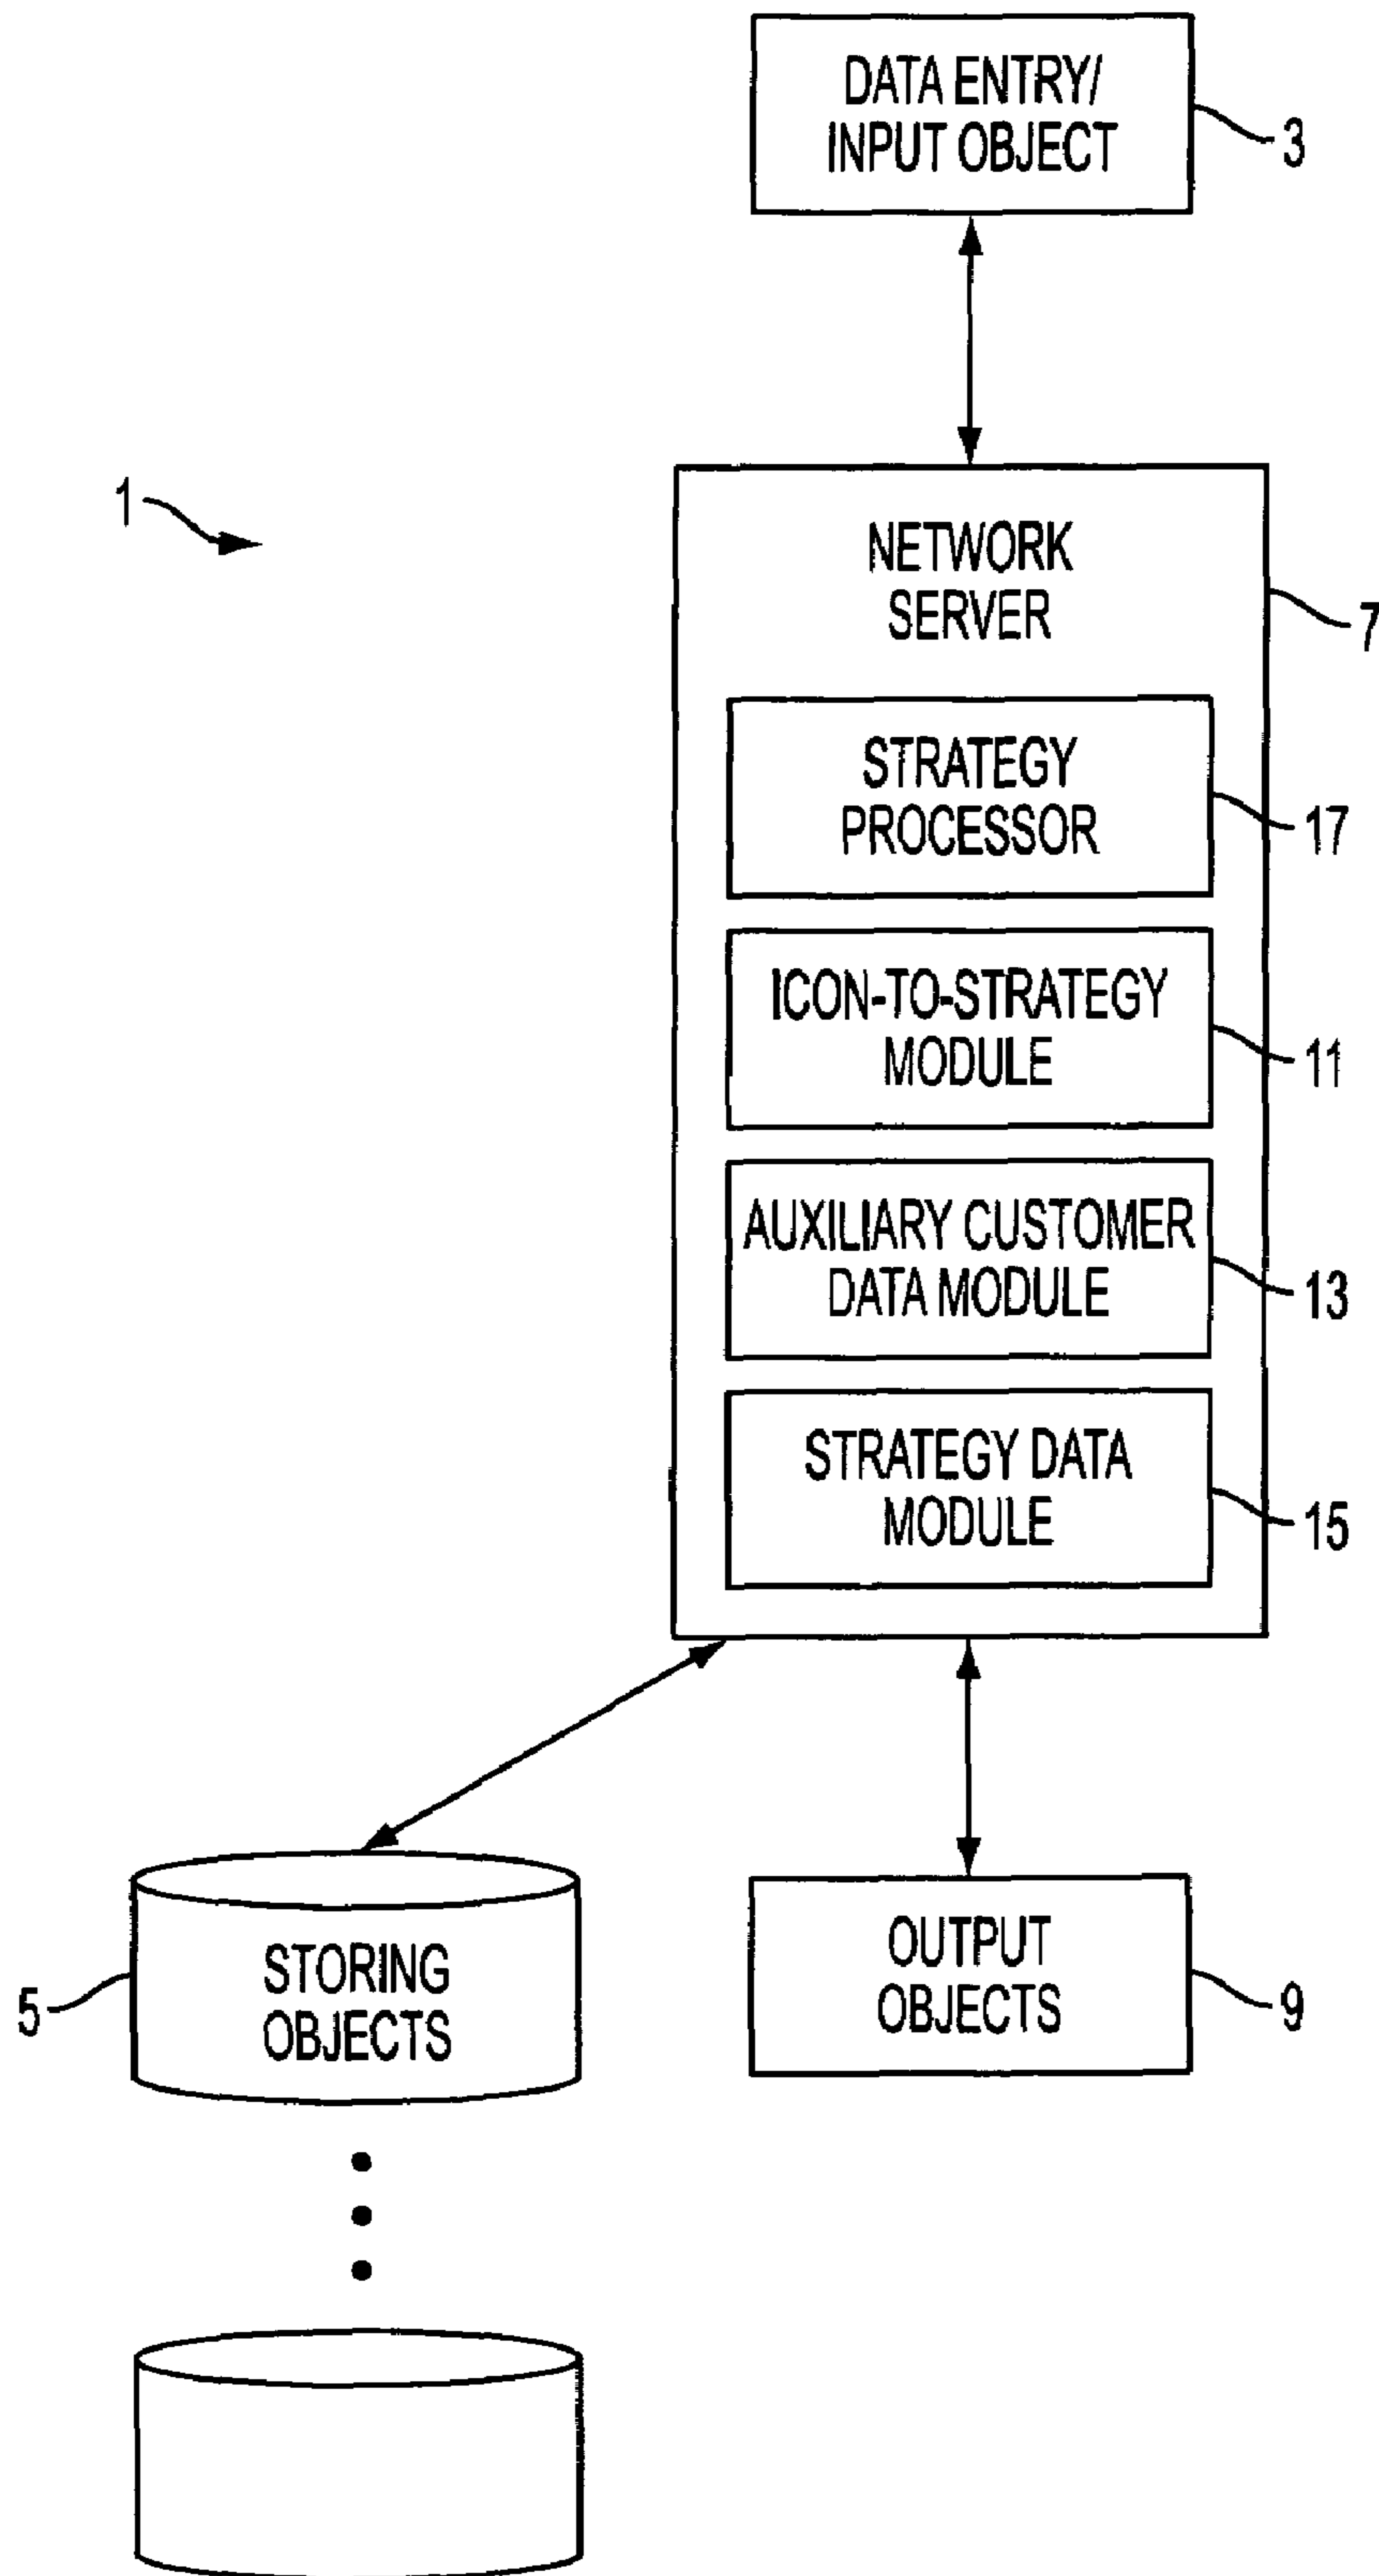 DATA ENTRY/
INPUT OBJECT
3
1
NETWORK
SERVER
7
STRATEGY
PROCESSOR
17
ICON-TO-STRATEGY
MODULE
11
AUXILIARY CUSTOMER
DATA MODULE
13
STRATEGY DATA
MODULE
15
5
STORING
OBJECTS
OUTPUT
OBJECTS
9